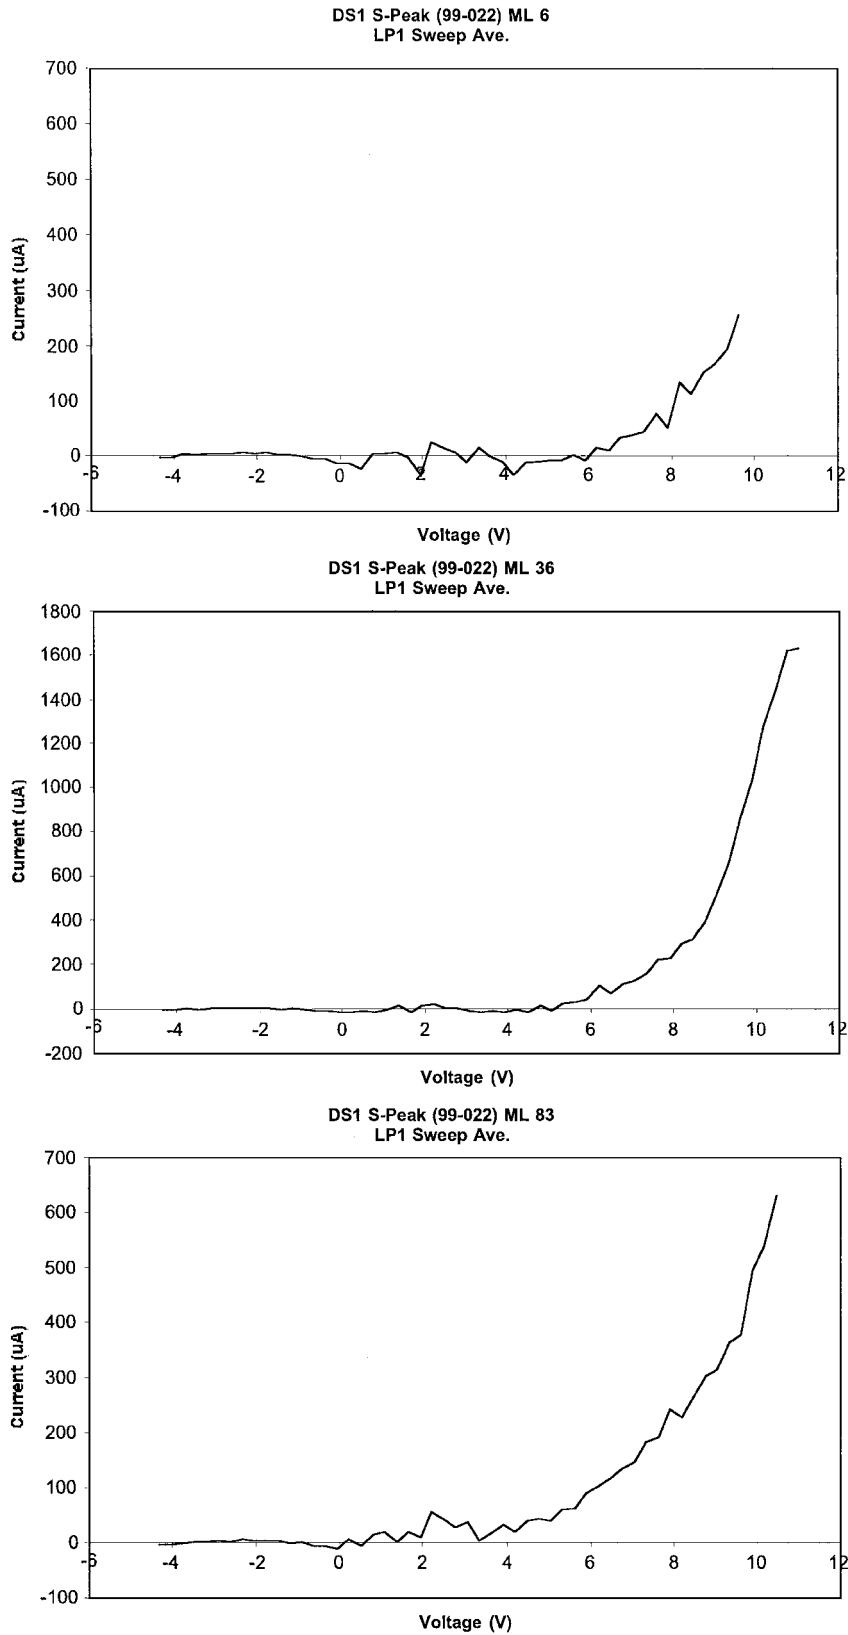 DS1 S-Peak (99-022) ML 6
LP1 Sweep Ave.
700
600
500
400
300
200
100
0
-100
-6 -4 -2 0 2 4 6 8 10 12
Current (uA)
Voltage (V)
DS1 S-Peak (99-022) ML 36
LP1 Sweep Ave.
1800
1600
1400
1200
1000
800
600
400
200
0
-200
-6 -4 -2 0 2 4 6 8 10 12
Current (uA)
Voltage (V)
DS1 S-Peak (99-022) ML 83
LP1 Sweep Ave.
700
600
500
400
300
200
100
0
-100
-6 -4 -2 0 2 4 6 8 10 12
Current (uA)
Voltage (V)